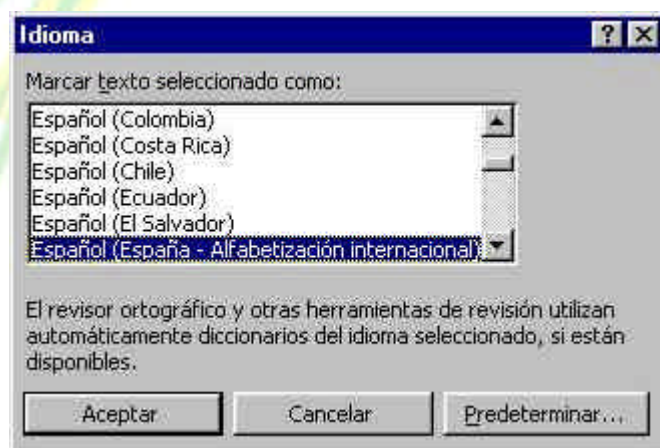 Idioma
Marcar texto seleccionado como:
Español (Colombia)
Español (Costa Rica)
Español (Chile)
Español (Ecuador)
Español (El Salvador)
Español (España - Alfabetización internacional)
El revisor ortográfico y otras herramientas de revisión utilizan
automáticamente diccionarios del idioma seleccionado, si están
disponibles.
Aceptar Cancelar Predeterminar...